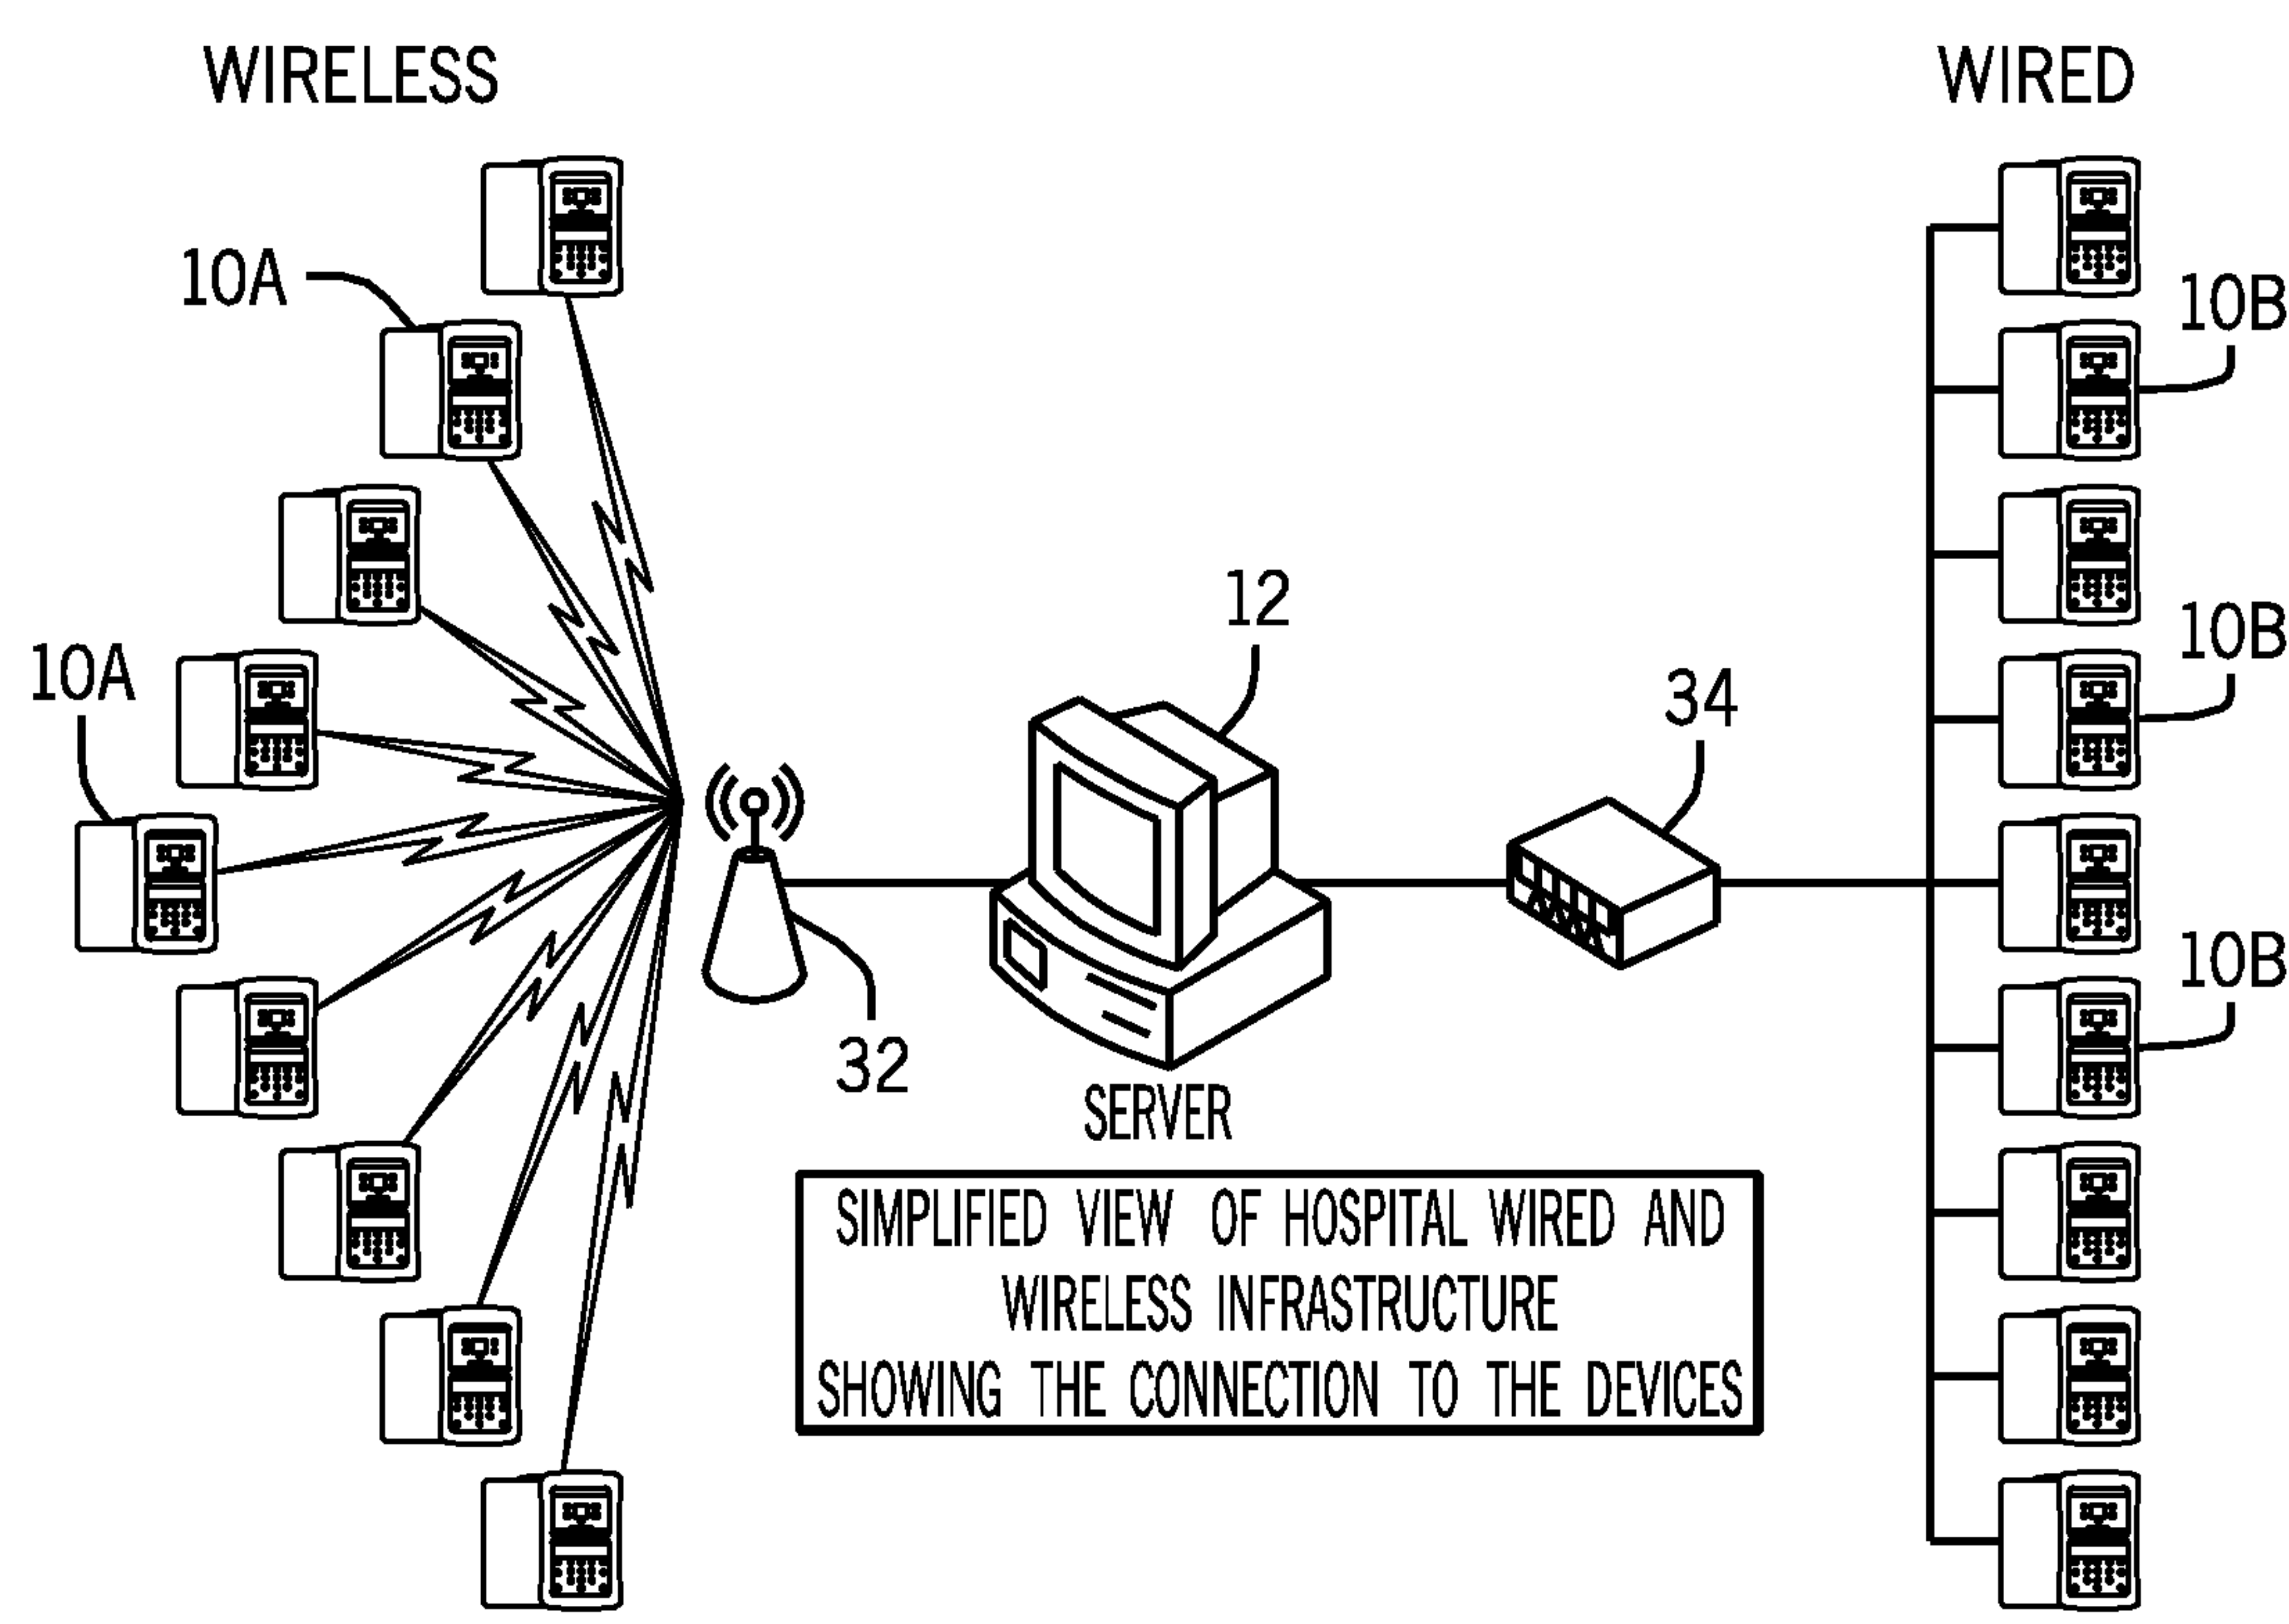 WIRELESS
WIRED
10A
10B
12
10B
10A
34
10B
32
SERVER
SIMPLIFIED VIEW OF HOSPITAL WIRED AND
WIRELESS INFRASTRUCTURE
SHOWING THE CONNECTION TO THE DEVICES